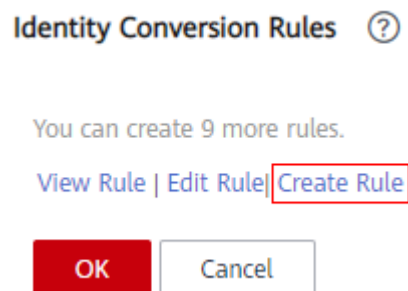 Identity Conversion Rules ?
You can create 9 more rules.
View Rule | Edit Rule| Create Rule
OK Cancel